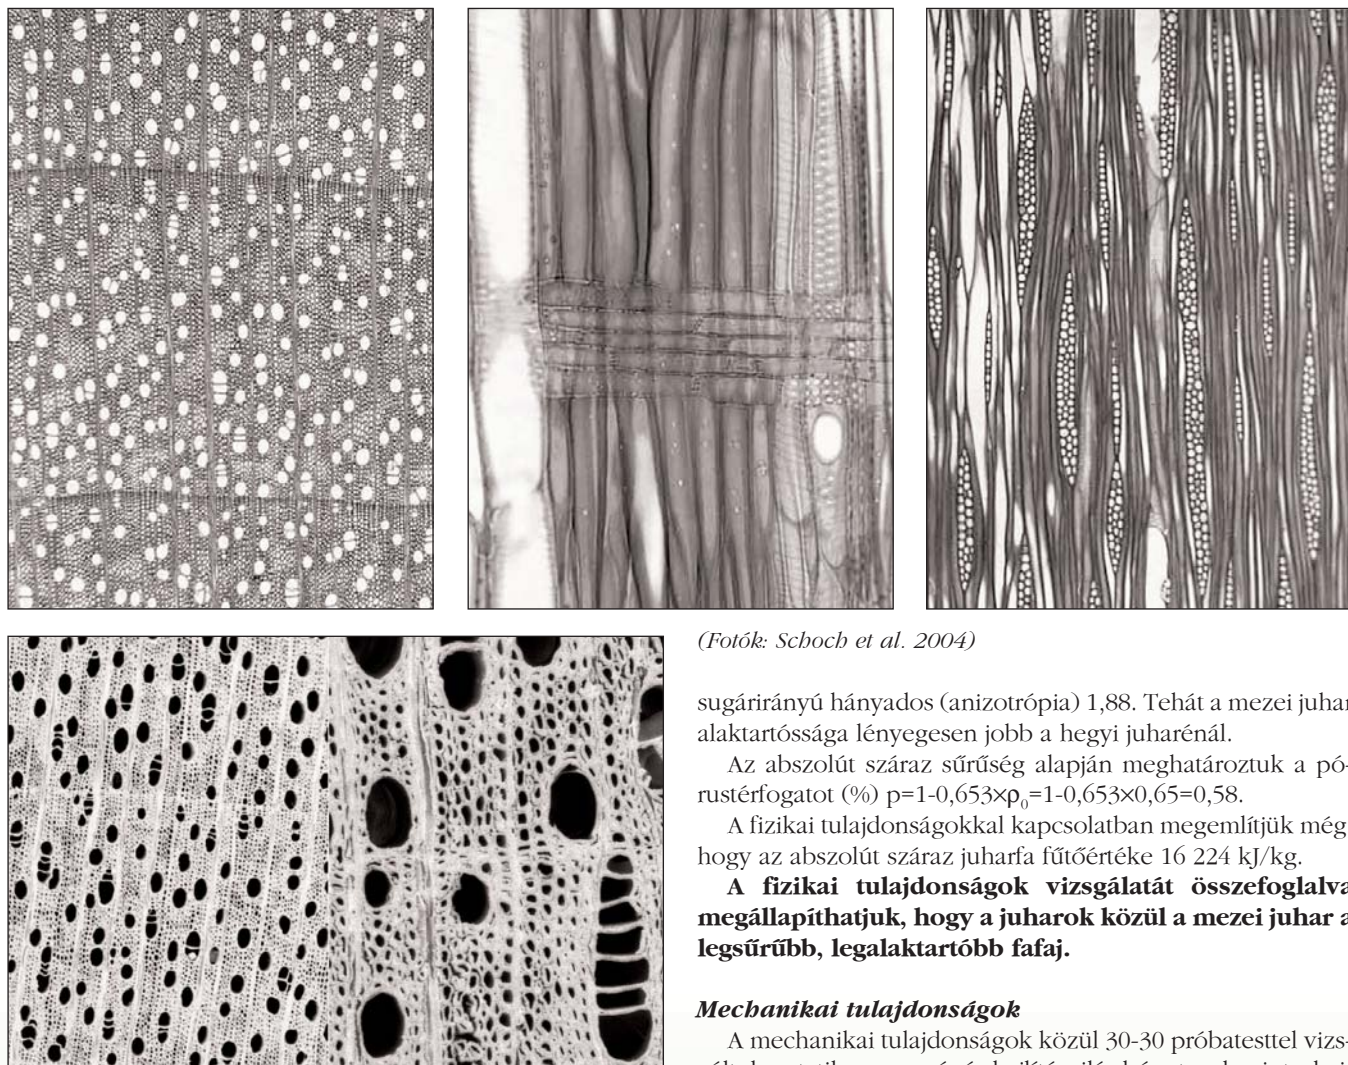 (Fotók: Schoch et al. 2004)
sugárirányú hányados (anizotrópia) 1,88. Tehát a mezei juhar
alaktartóssága lényegesen jobb a hegyi juharénál.
Az abszolút száraz sűrűség alapján meghatároztuk a pó-
rustérfogatot (%) p=1-0,653×ρ₀=1-0,653×0,65=0,58.
A fizikai tulajdonságokkal kapcsolatban megemlítjük még
hogy az abszolút száraz juharfa fűtőértéke 16 224 kJ/kg.
A fizikai tulajdonságok vizsgálatát összefoglalva
megállapíthatjuk, hogy a juharok közül a mezei juhar a
legsűrűbb, legalaktartóbb fafaj.
Mechanikai tulajdonságok
A mechanikai tulajdonságok közül 30-30 próbatesttel vizs-